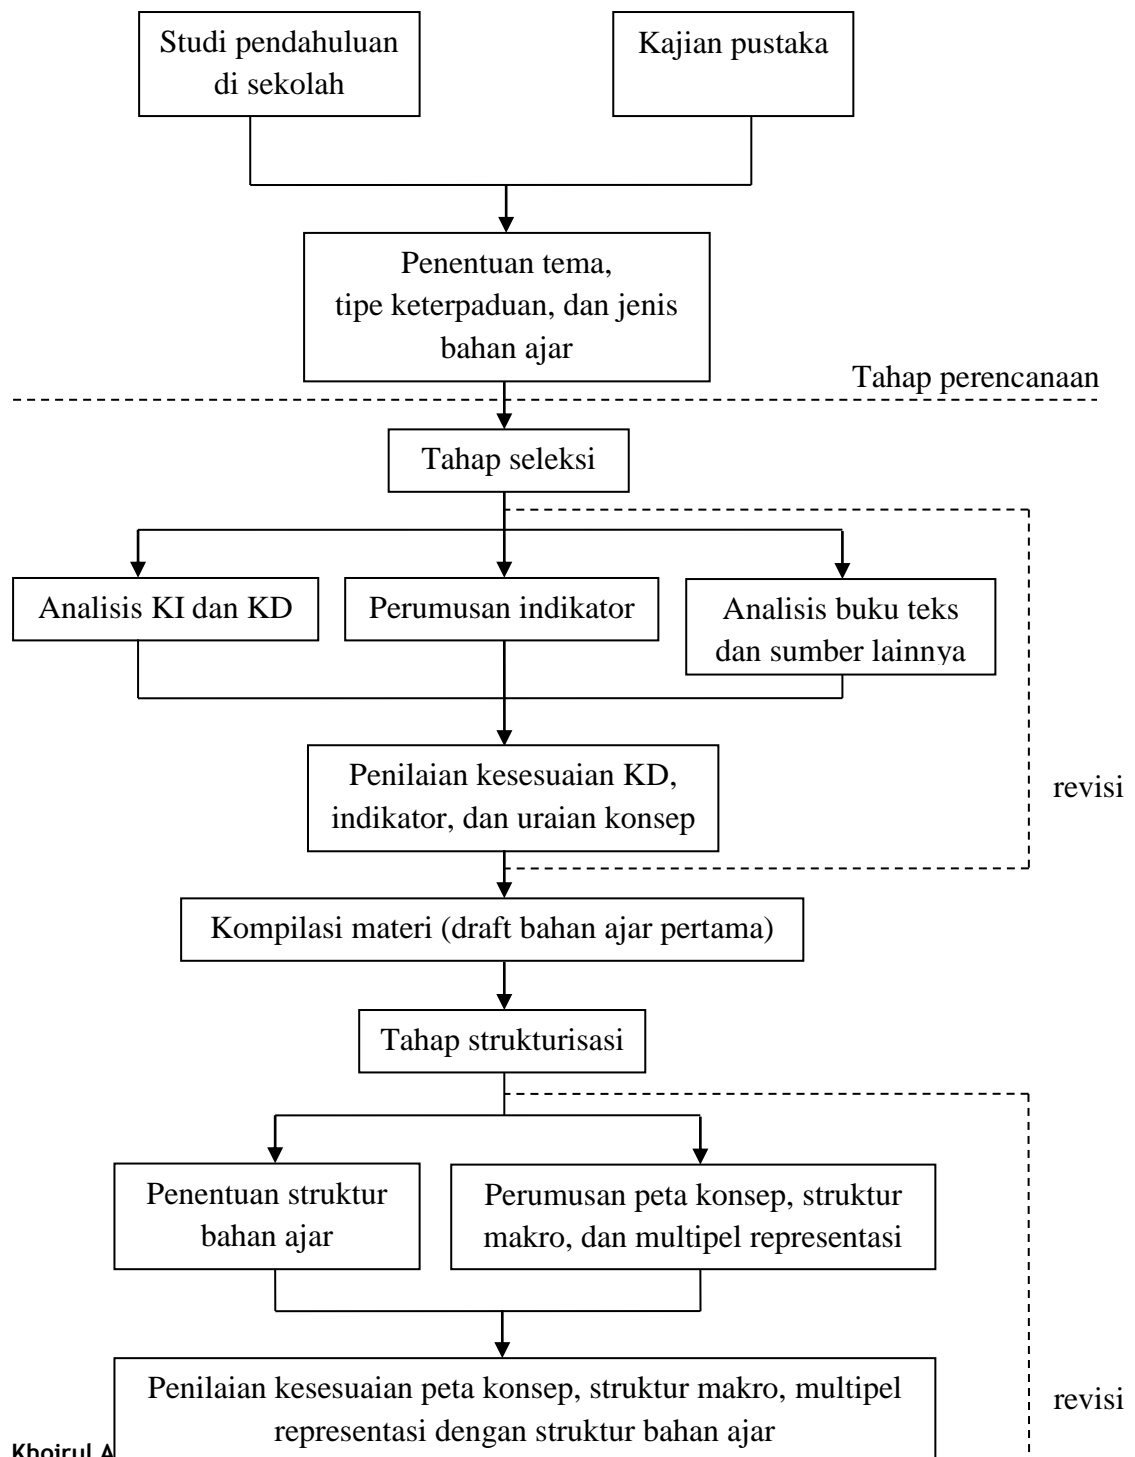 Studi pendahuluan
di sekolah
Kajian pustaka
Penentuan tema,
tipe keterpaduan, dan jenis
bahan ajar
Tahap perencanaan
Tahap seleksi
Analisis KI dan KD
Perumusan indikator
Analisis buku teks
dan sumber lainnya
Penilaian kesesuaian KD,
indikator, dan uraian konsep
revisi
Kompilasi materi (draft bahan ajar pertama)
Tahap strukturisasi
Penentuan struktur
bahan ajar
Perumusan peta konsep, struktur
makro, dan multipel representasi
Penilaian kesesuaian peta konsep, struktur makro, multipel
representasi dengan struktur bahan ajar
revisi
Khoirul A